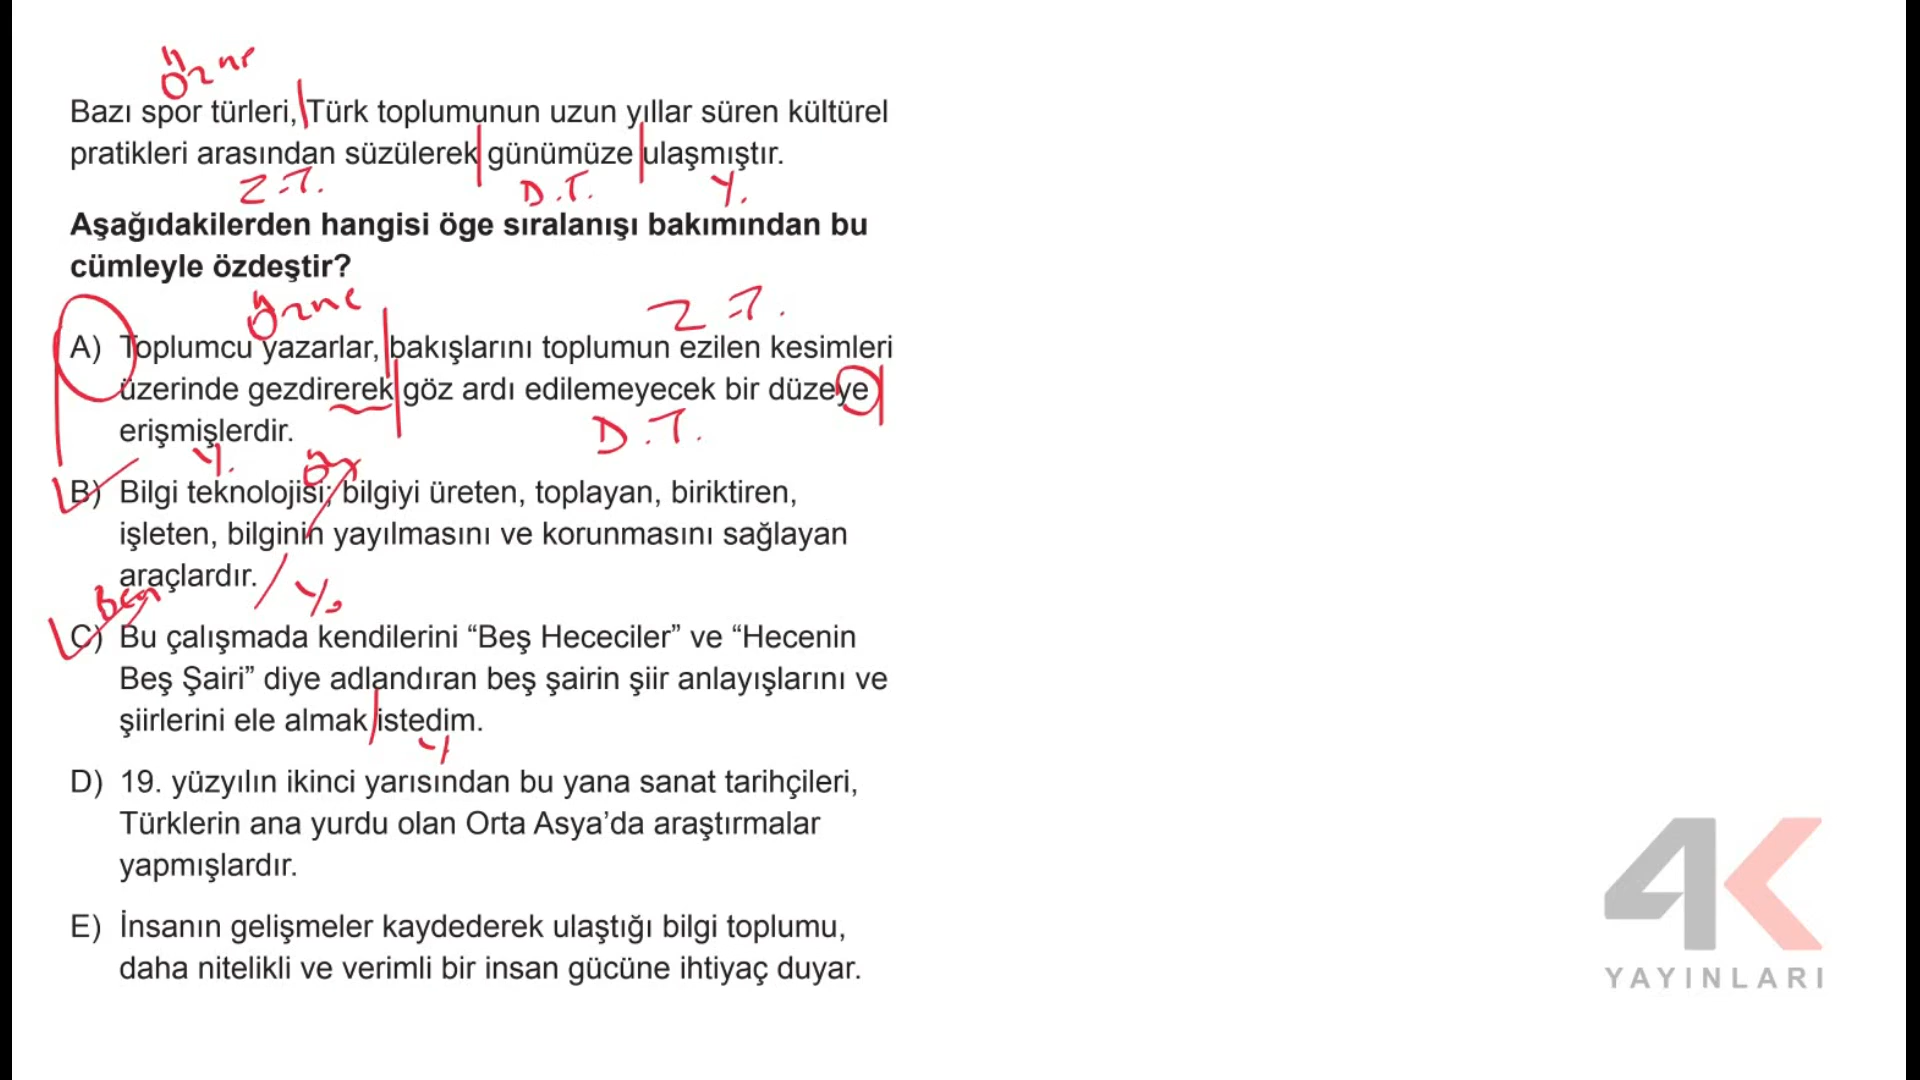 Özne
Bazı spor türleri, Türk toplumunun uzun yıllar süren kültürel
pratikleri arasından süzülerek günümüze ulaşmıştır.
Z.T. D.T. Y.
Aşağıdakilerden hangisi öge sıralanışı bakımından bu
cümleyle özdeştir?
Özne Z.T.
A) Toplumcu yazarlar, bakışlarını toplumun ezilen kesimleri
üzerinde gezdirerek göz ardı edilemeyecek bir düzeye
erişmişlerdir. D.T.
Y. Öz
B) Bilgi teknolojisi; bilgiyi üreten, toplayan, biriktiren,
işleten, bilginin yayılmasını ve korunmasını sağlayan
araçlardır. Y.
Ben
C) Bu çalışmada kendilerini “Beş Hececiler” ve “Hecenin
Beş Şairi” diye adlandıran beş şairin şiir anlayışlarını ve
şiirlerini ele almak istedim.
Y
D) 19. yüzyılın ikinci yarısından bu yana sanat tarihçileri,
Türklerin ana yurdu olan Orta Asya’da araştırmalar
yapmışlardır.
E) İnsanın gelişmeler kaydederek ulaştığı bilgi toplumu,
daha nitelikli ve verimli bir insan gücüne ihtiyaç duyar.
4K
YAYINLARI